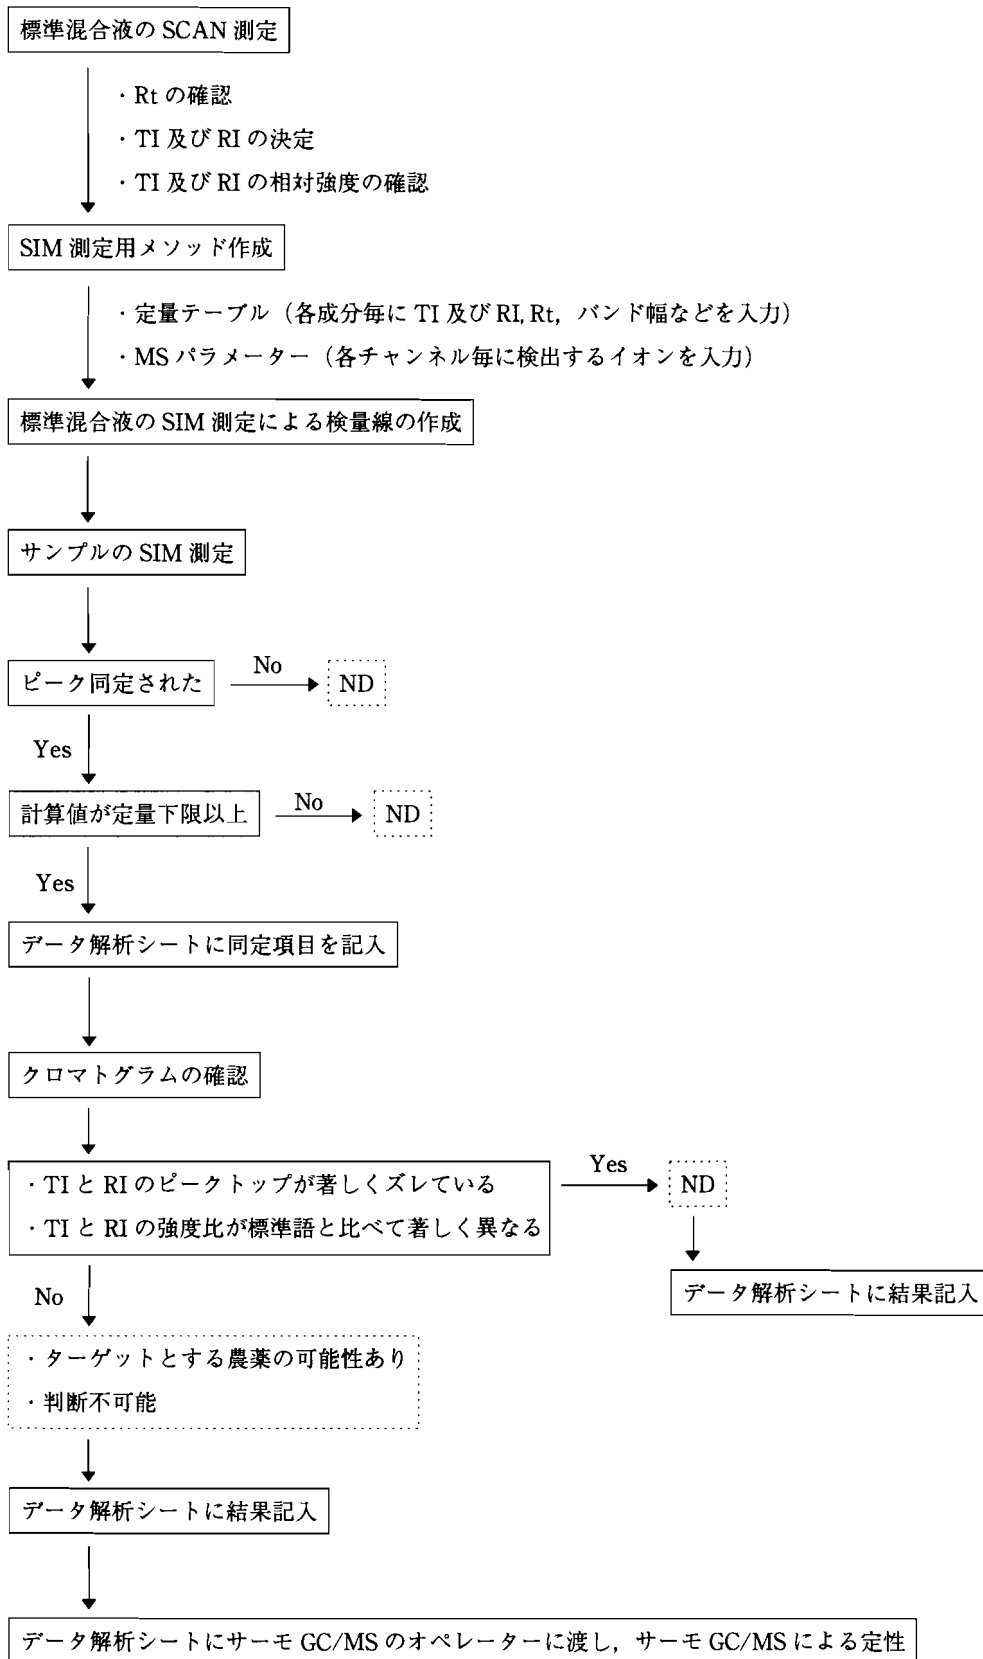 標準混合液の SCAN 測定
・Rt の確認
・TI 及び RI の決定
・TI 及び RI の相対強度の確認
SIM 測定用メソッド作成
・定量テーブル（各成分毎に TI 及び RI, Rt，バンド幅などを入力）
・MS パラメーター（各チャンネル毎に検出するイオンを入力）
標準混合液の SIM 測定による検量線の作成
サンプルの SIM 測定
ピーク同定された
No
ND
Yes
計算値が定量下限以上
No
ND
Yes
データ解析シートに同定項目を記入
クロマトグラムの確認
・TI と RI のピークトップが著しくズレている
・TI と RI の強度比が標準語と比べて著しく異なる
Yes
ND
データ解析シートに結果記入
No
・ターゲットとする農薬の可能性あり
・判断不可能
データ解析シートに結果記入
データ解析シートにサーモ GC/MS のオペレーターに渡し，サーモ GC/MS による定性